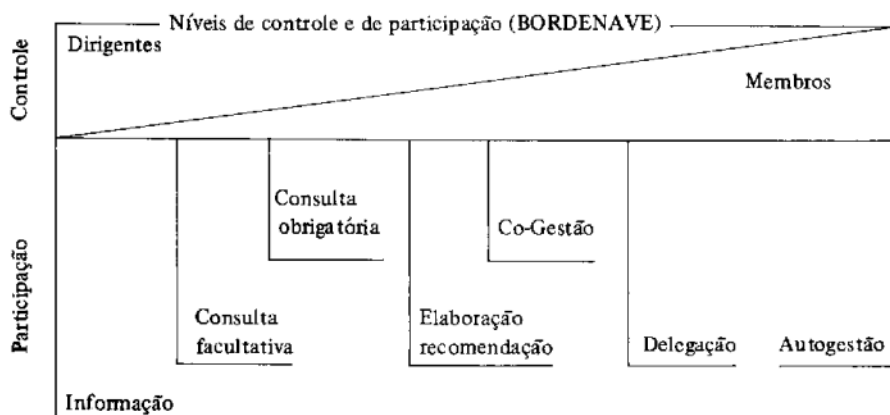 Níveis de controle e de participação (BORDENAVE)
Controle
Dirigentes
Membros
Participação
Consulta
obrigatória
Co-Gestão
Consulta
facultativa
Elaboração
recomendação
Delegação
Autogestão
Informação